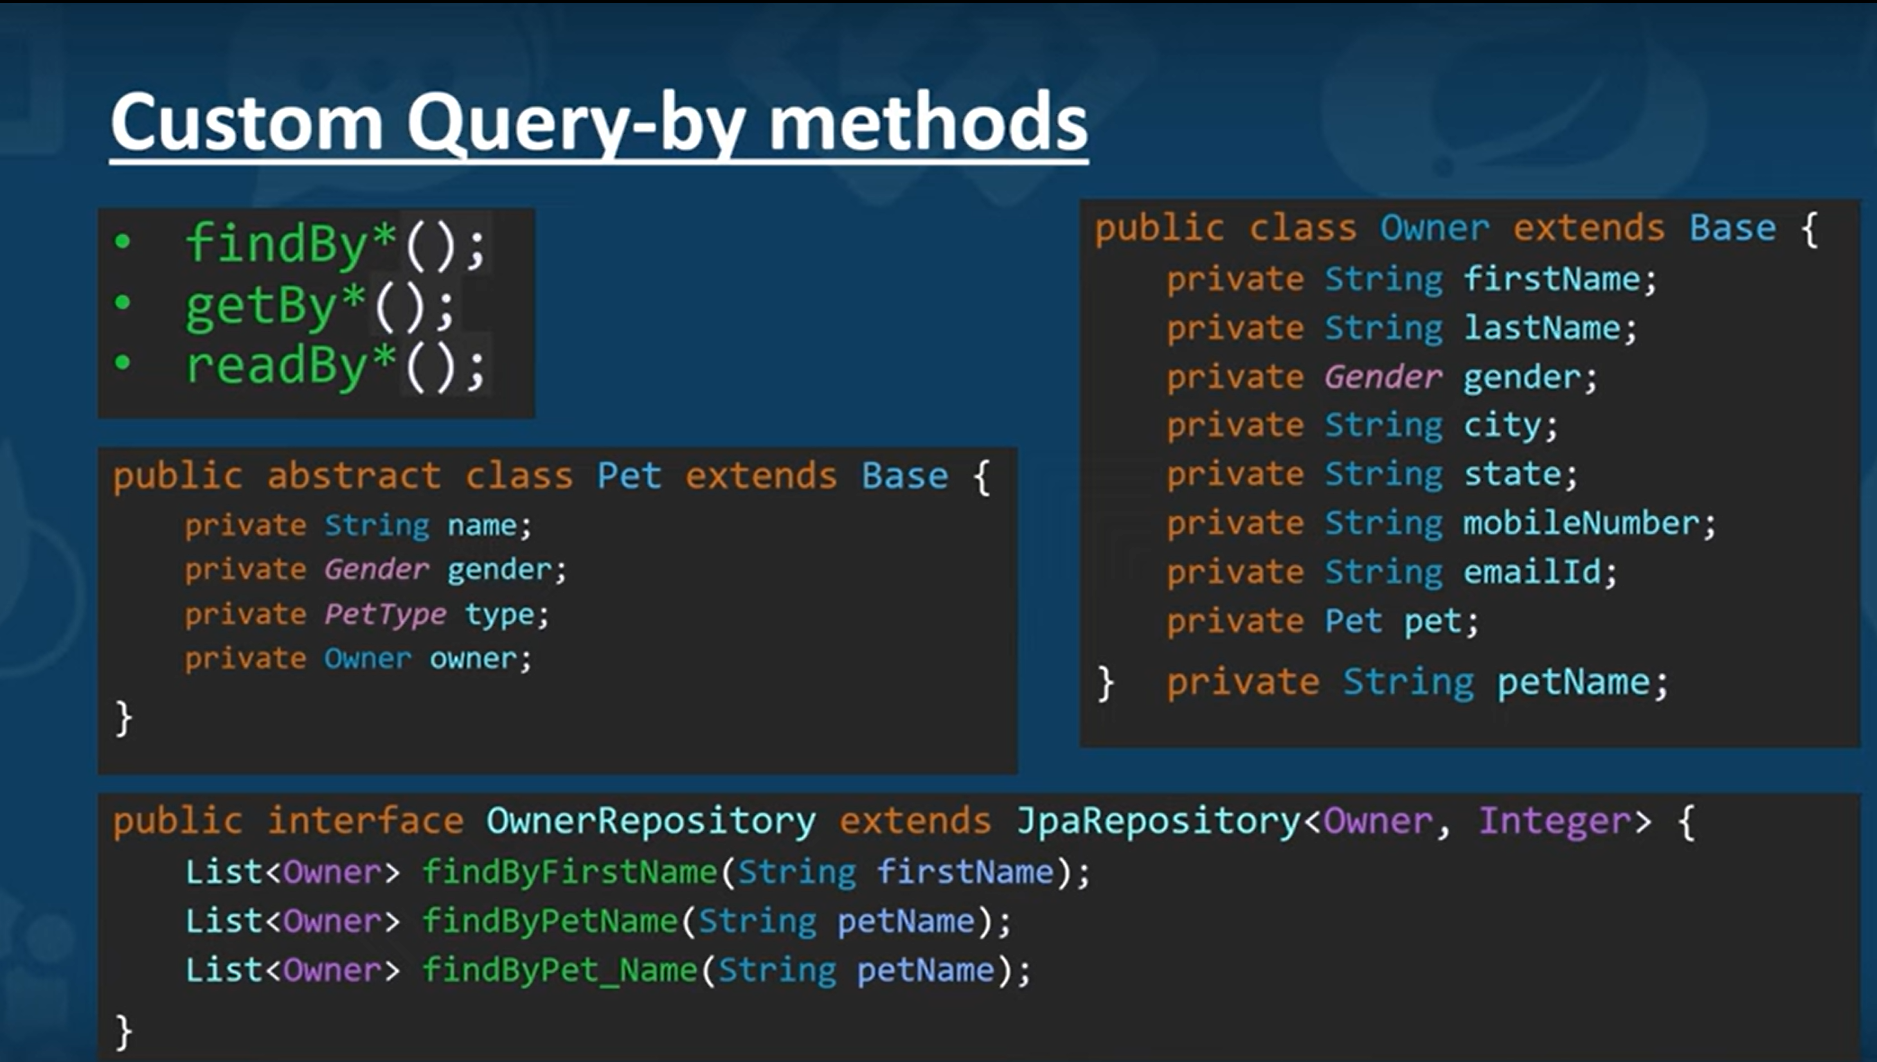 Custom Query-by methods
• findBy*();
• getBy*();
• readBy*();
public abstract class Pet extends Base {
private String name;
private Gender gender;
private PetType type;
private Owner owner;
}
public class Owner extends Base {
private String firstName;
private String lastName;
private Gender gender;
private String city;
private String state;
private String mobileNumber;
private String emailId;
private Pet pet;
} private String petName;
public interface OwnerRepository extends JpaRepository<Owner, Integer> {
List<Owner> findByFirstName(String firstName);
List<Owner> findByPetName(String petName);
List<Owner> findByPet_Name(String petName);
}